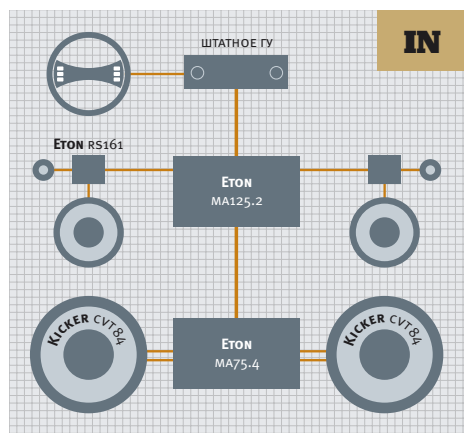 IN
ШТАТНОЕ ГУ
ETON RS161
ETON
MA125.2
KICKER CVT84
ETON
MA75.4
KICKER CVT84